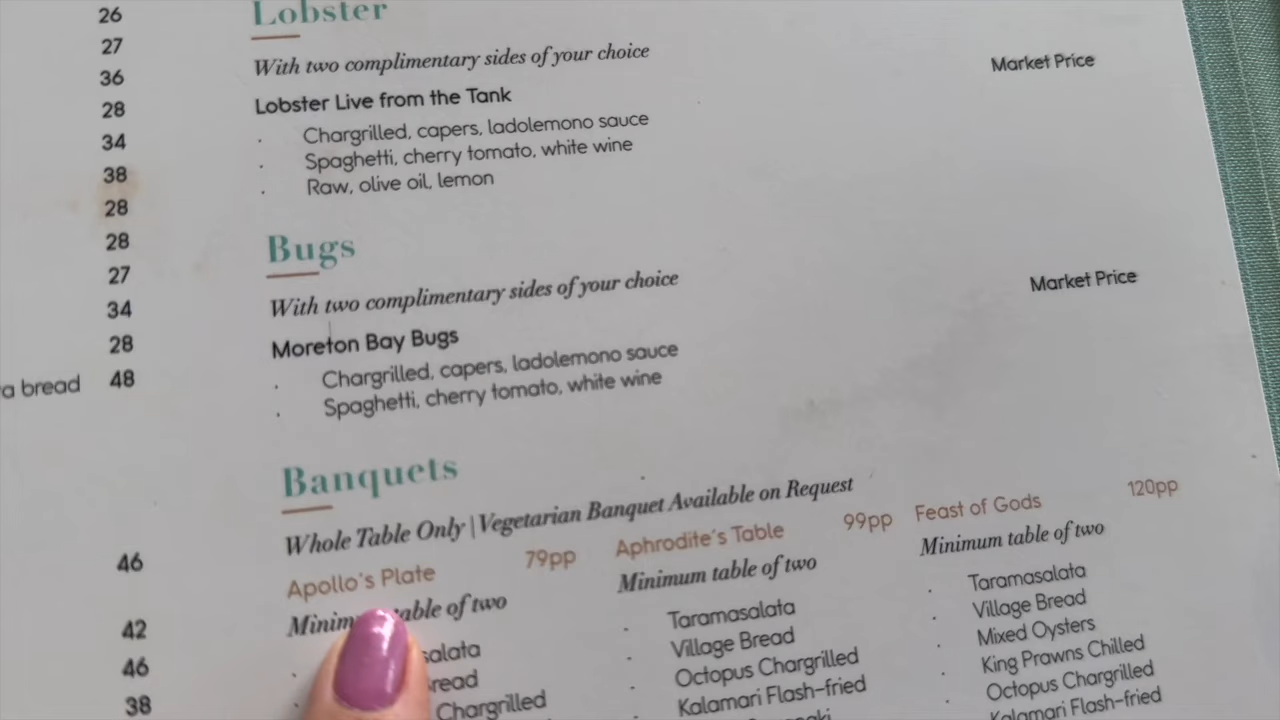 26
27
36
28
34
38
28
28
27
34
28
a bread 48
46
42
46
38
Lobster
With two complimentary sides of your choice
Market Price
Lobster Live from the Tank
. Chargrilled, capers, ladolemono sauce
. Spaghetti, cherry tomato, white wine
. Raw, olive oil, lemon
Bugs
With two complimentary sides of your choice
Market Price
Moreton Bay Bugs
. Chargrilled, capers, ladolemono sauce
. Spaghetti, cherry tomato, white wine
Banquets
Whole Table Only | Vegetarian Banquet Available on Request
Apollo's Plate 79pp
table of two
Chargrilled
Aphrodite's Table 99pp
Minimum table of two
. Taramasalata
. Village Bread
. Octopus Chargrilled
. Kalamari Flash-fried
Feast of Gods 120pp
Minimum table of two
. Taramasalata
. Village Bread
. Mixed Oysters
. King Prawns Chilled
. Octopus Chargrilled
Kalamari Flash-fried